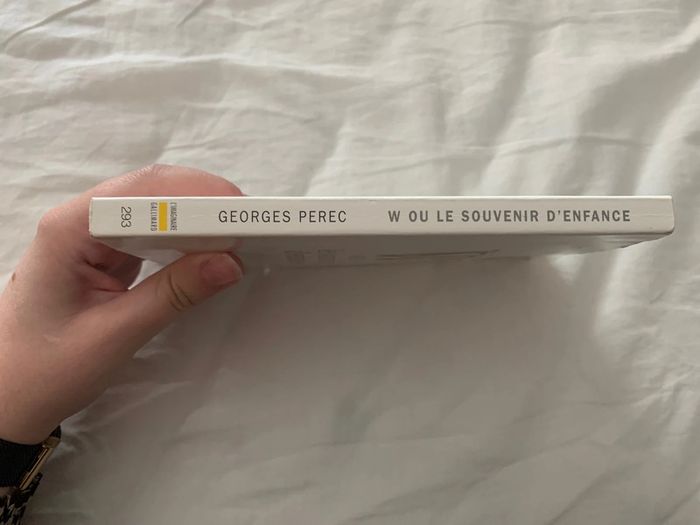 293
L'IMAGINAIRE
GALLIMARD
GEORGES PEREC
W OU LE SOUVENIR D'ENFANCE